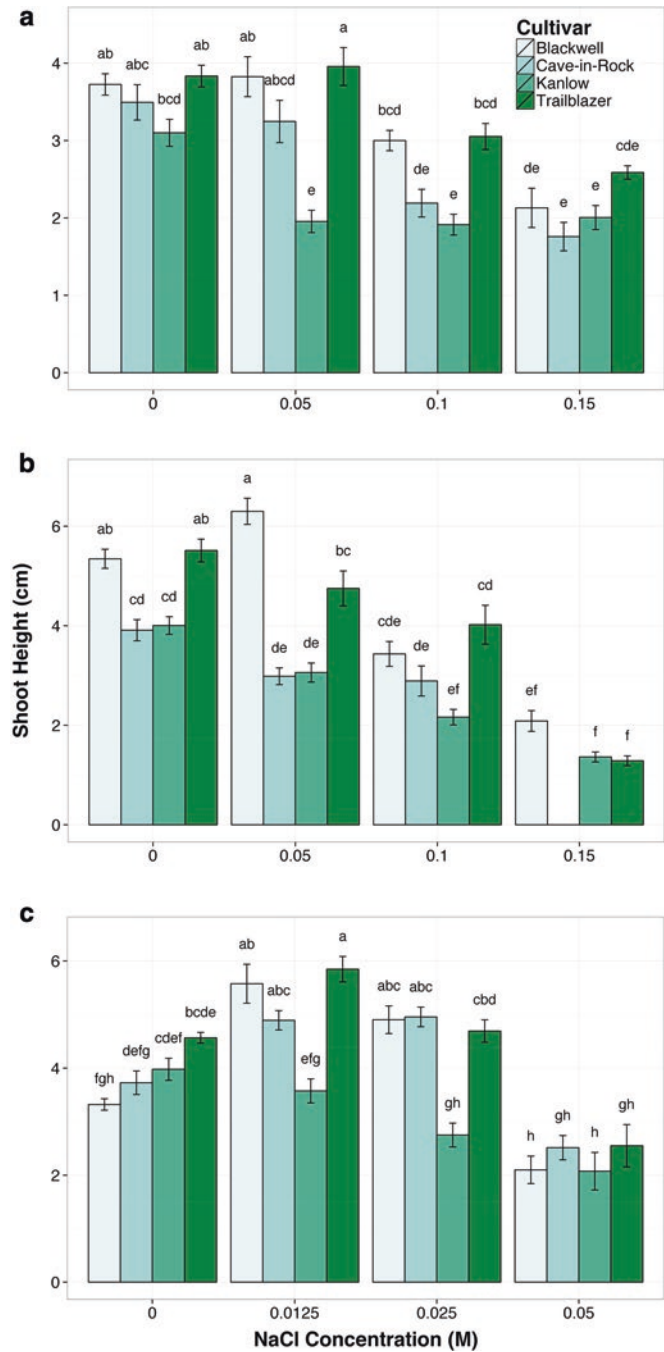 a
Cultivar
Blackwell
Cave-in-Rock
Kanlow
Trailblazer
ab abc bcd ab ab abcd e a bcd de e bcd de e e cde
4
3
2
1
0
0 0.05 0.1 0.15
b
ab cd cd ab a de de bc cde de ef cd ef f f
6
4
2
0
0 0.05 0.1 0.15
Shoot Height (cm)
c
fgh defg cdef bcde ab abc efg a abc abc gh cbd h gh h gh
6
4
2
0
0 0.0125 0.025 0.05
NaCl Concentration (M)